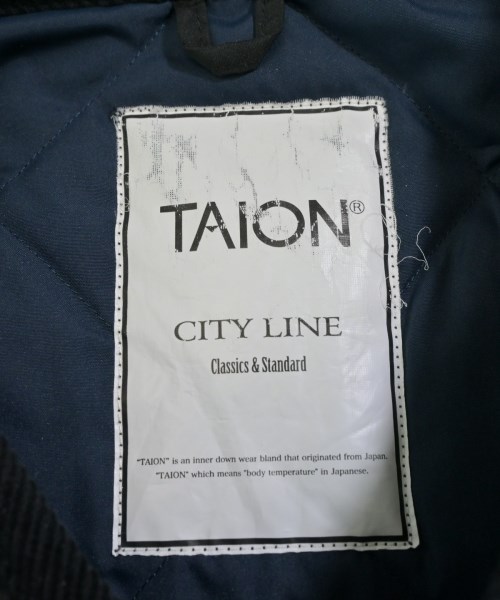 TAION®
CITY LINE
Classics & Standard
"TAION" is an inner down wear bland that originated from Japan.
"TAION" which means "body temperature" in Japanese.